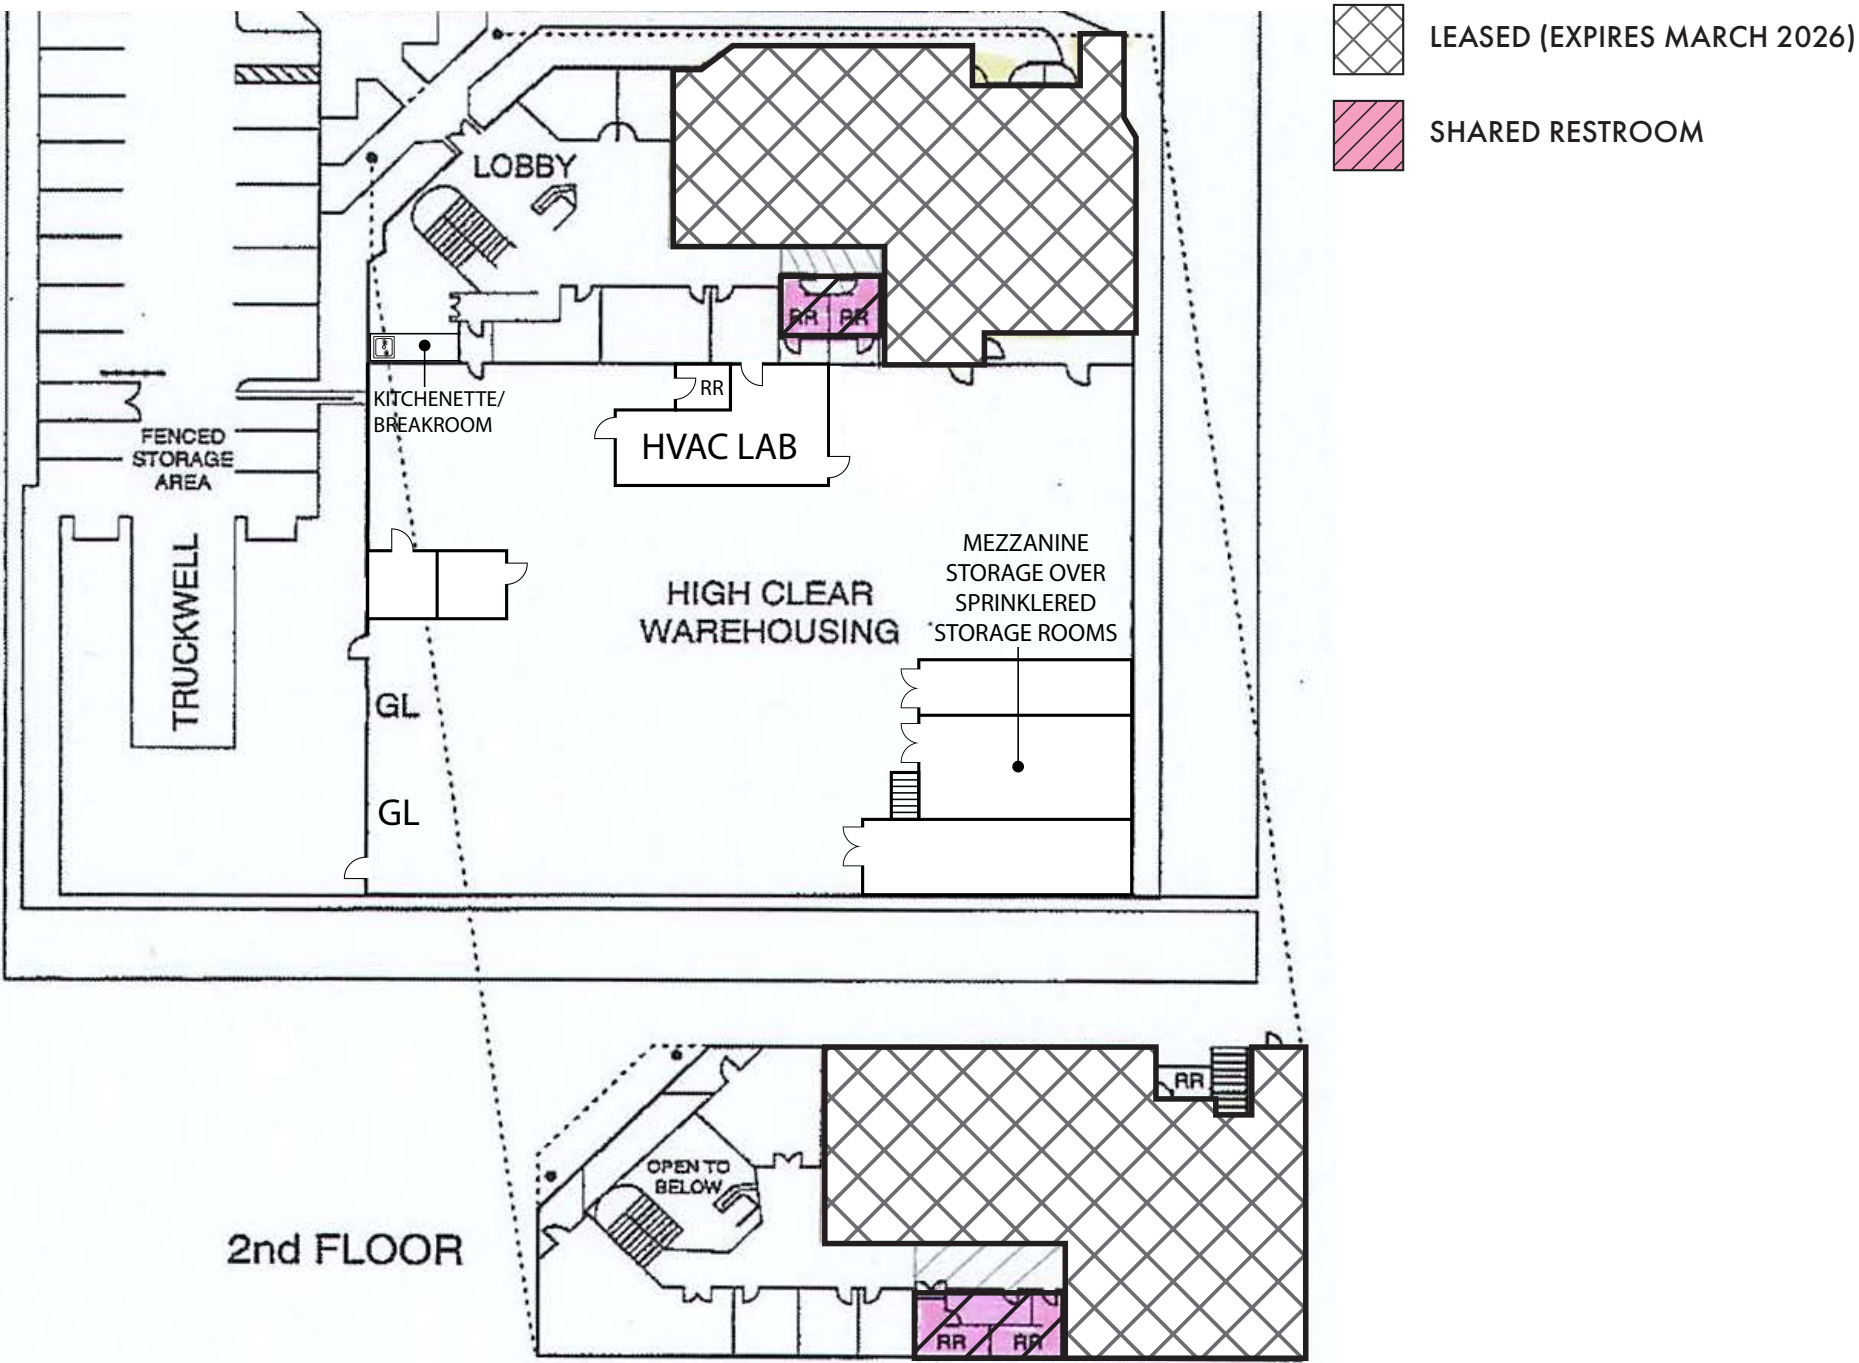 LEASED (EXPIRES MARCH 2026)
SHARED RESTROOM
LOBBY
RR
RR
KITCHENETTE/
BREAKROOM
RR
HVAC LAB
FENCED
STORAGE
AREA
TRUCKWELL
HIGH CLEAR
WAREHOUSING
MEZZANINE
STORAGE OVER
SPRINKLERED
STORAGE ROOMS
GL
GL
RR
OPEN TO
BELOW
2nd FLOOR
RR
RR